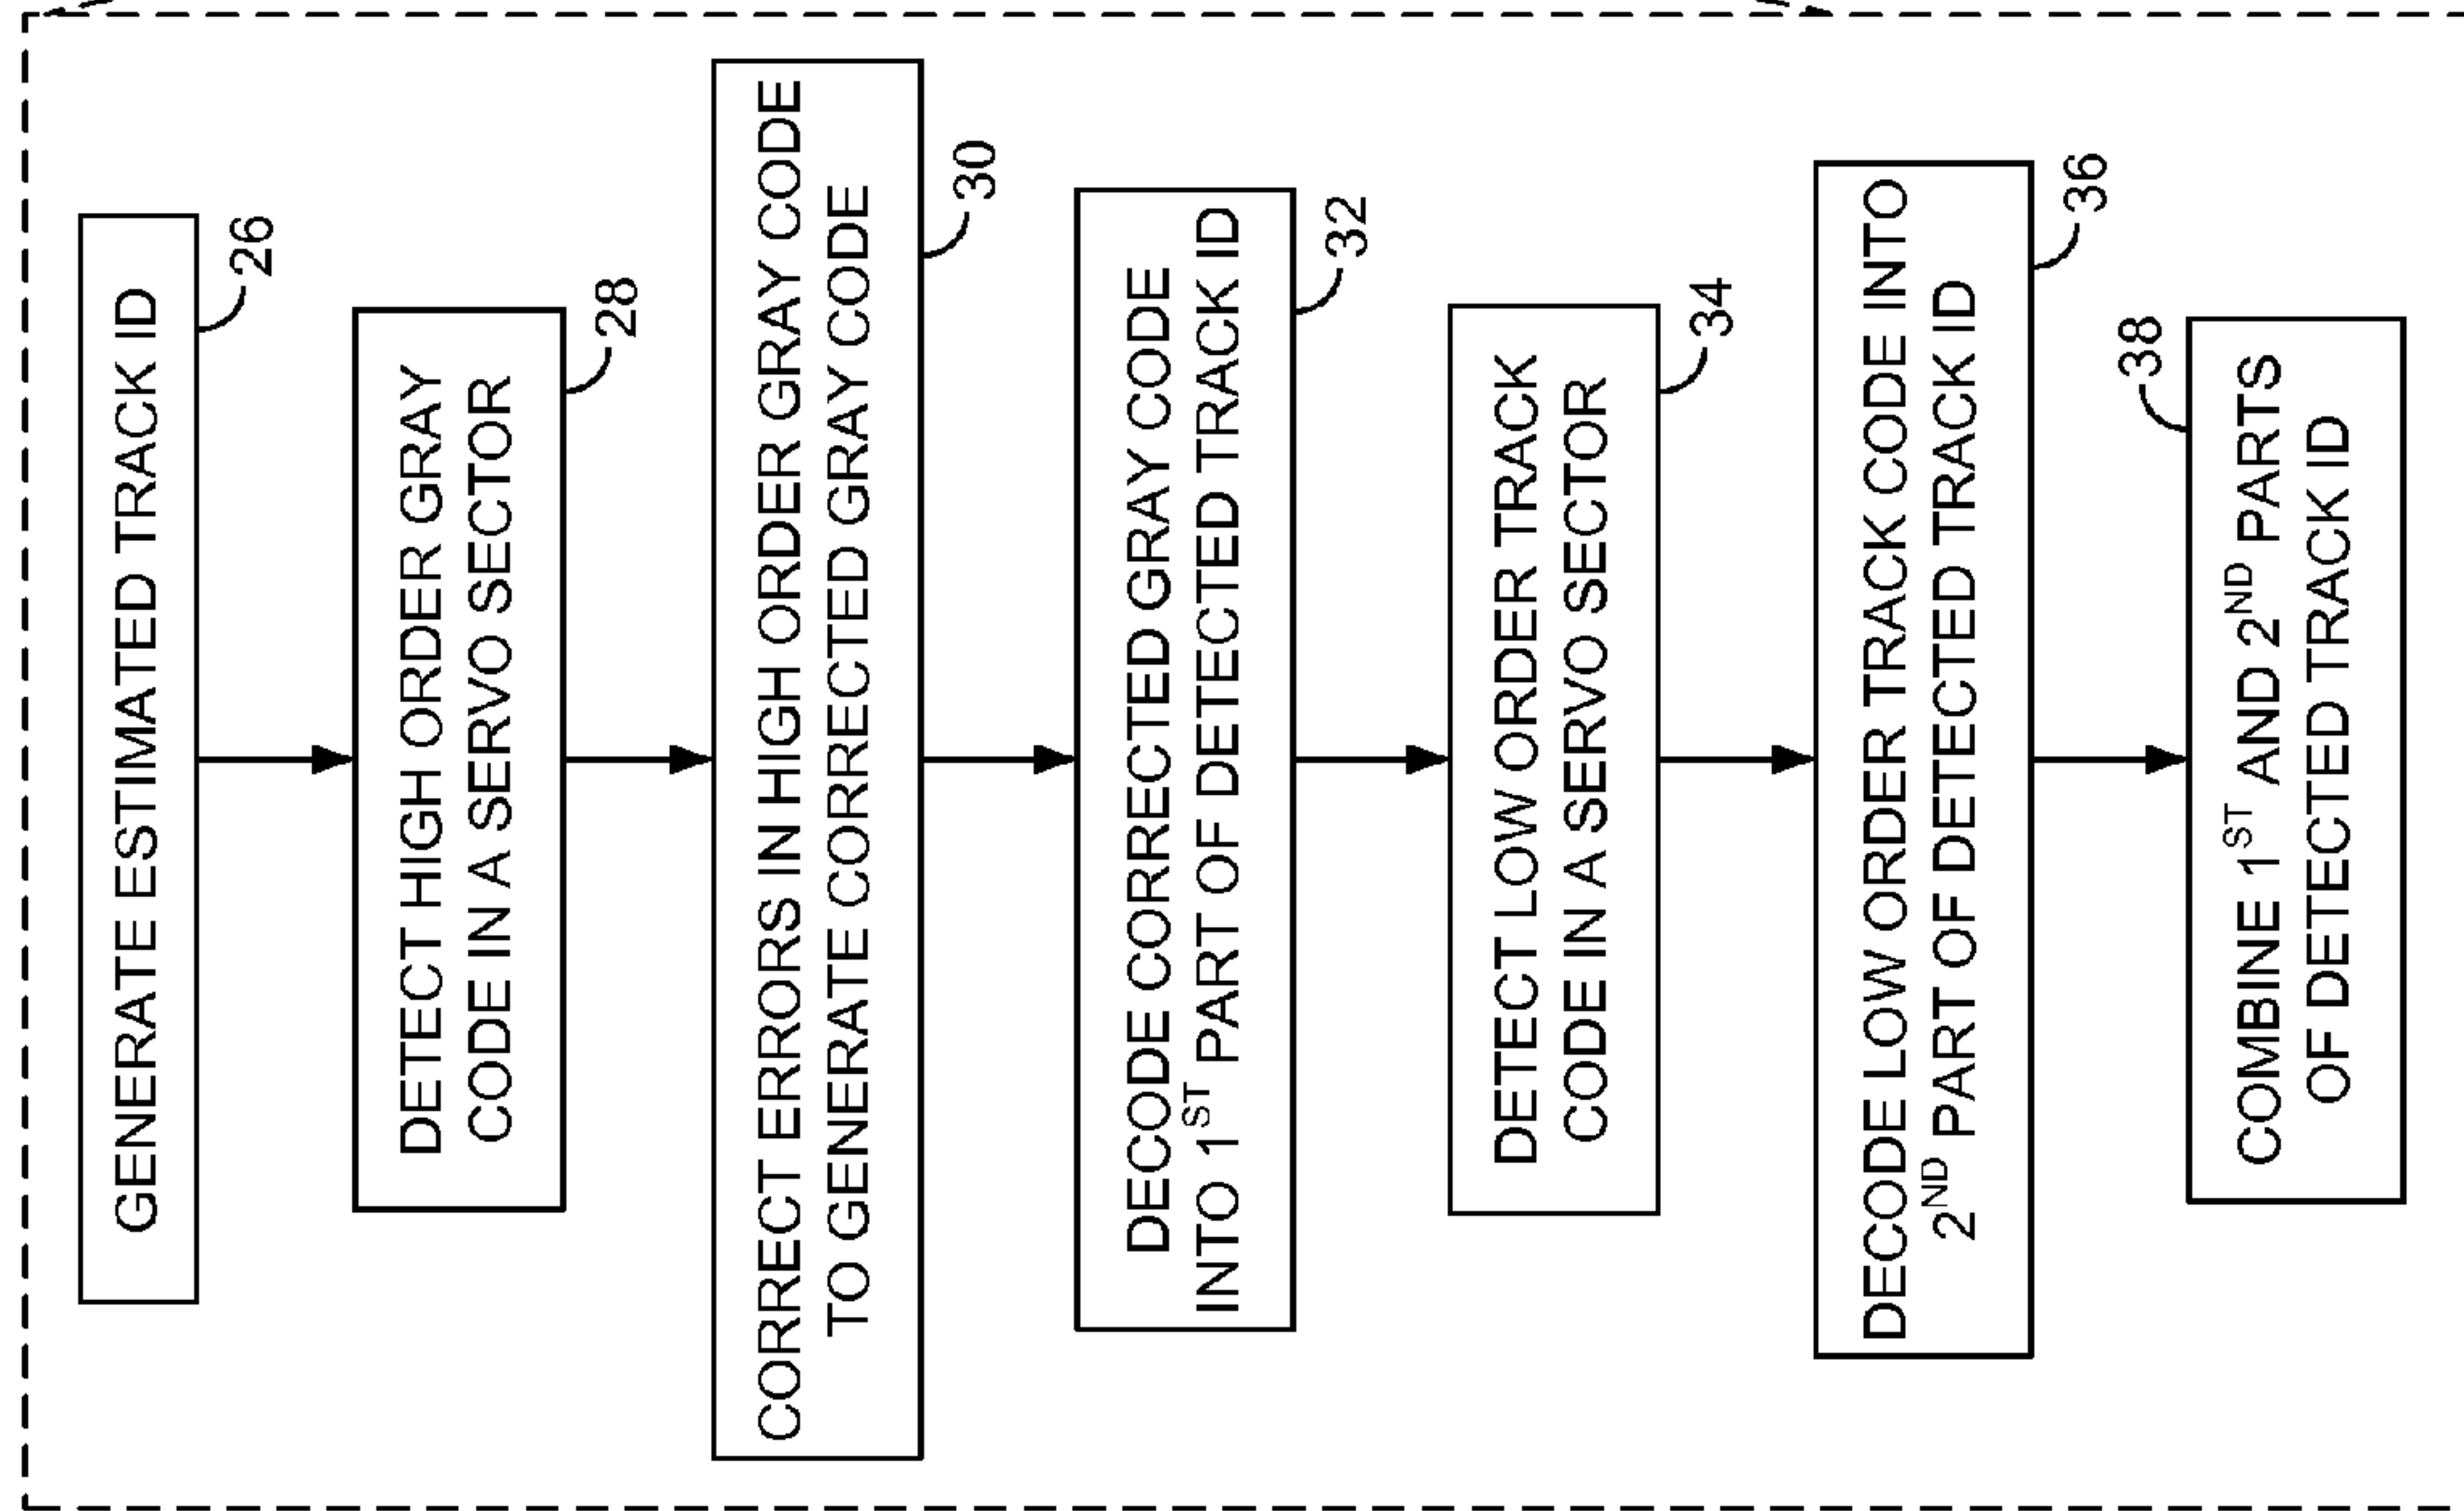 GENERATE ESTIMATED TRACK ID
26
DETECT HIGH ORDER GRAY
CODE IN A SERVO SECTOR
28
CORRECT ERRORS IN HIGH ORDER GRAY CODE
TO GENERATE CORRECTED GRAY CODE
30
DECODE CORRECTED GRAY CODE
INTO 1ST PART OF DETECTED TRACK ID
32
DETECT LOW ORDER TRACK
CODE IN A SERVO SECTOR
34
DECODE LOW ORDER TRACK CODE INTO
2ND PART OF DETECTED TRACK ID
36
38
COMBINE 1ST AND 2ND PARTS
OF DETECTED TRACK ID